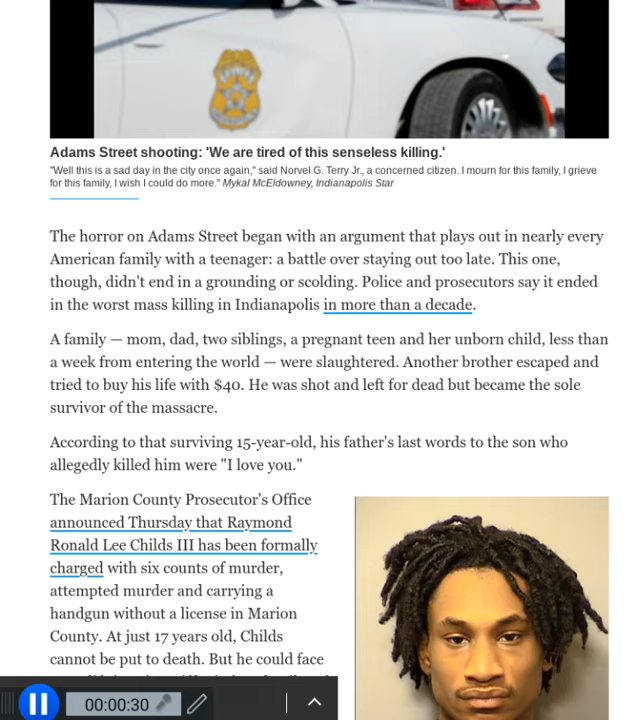 Adams Street shooting: 'We are tired of this senseless killing.'
"Well this is a sad day in the city once again," said Norvel G. Terry Jr., a concerned citizen. I mourn for this family, I grieve
for this family, I wish I could do more." Mykal McEldowney, Indianapolis Star
The horror on Adams Street began with an argument that plays out in nearly every
American family with a teenager: a battle over staying out too late. This one,
though, didn't end in a grounding or scolding. Police and prosecutors say it ended
in the worst mass killing in Indianapolis in more than a decade.
A family — mom, dad, two siblings, a pregnant teen and her unborn child, less than
a week from entering the world — were slaughtered. Another brother escaped and
tried to buy his life with $40. He was shot and left for dead but became the sole
survivor of the massacre.
According to that surviving 15-year-old, his father's last words to the son who
allegedly killed him were "I love you."
The Marion County Prosecutor's Office
announced Thursday that Raymond
Ronald Lee Childs III has been formally
charged with six counts of murder,
attempted murder and carrying a
handgun without a license in Marion
County. At just 17 years old, Childs
cannot be put to death. But he could face
00:00:30